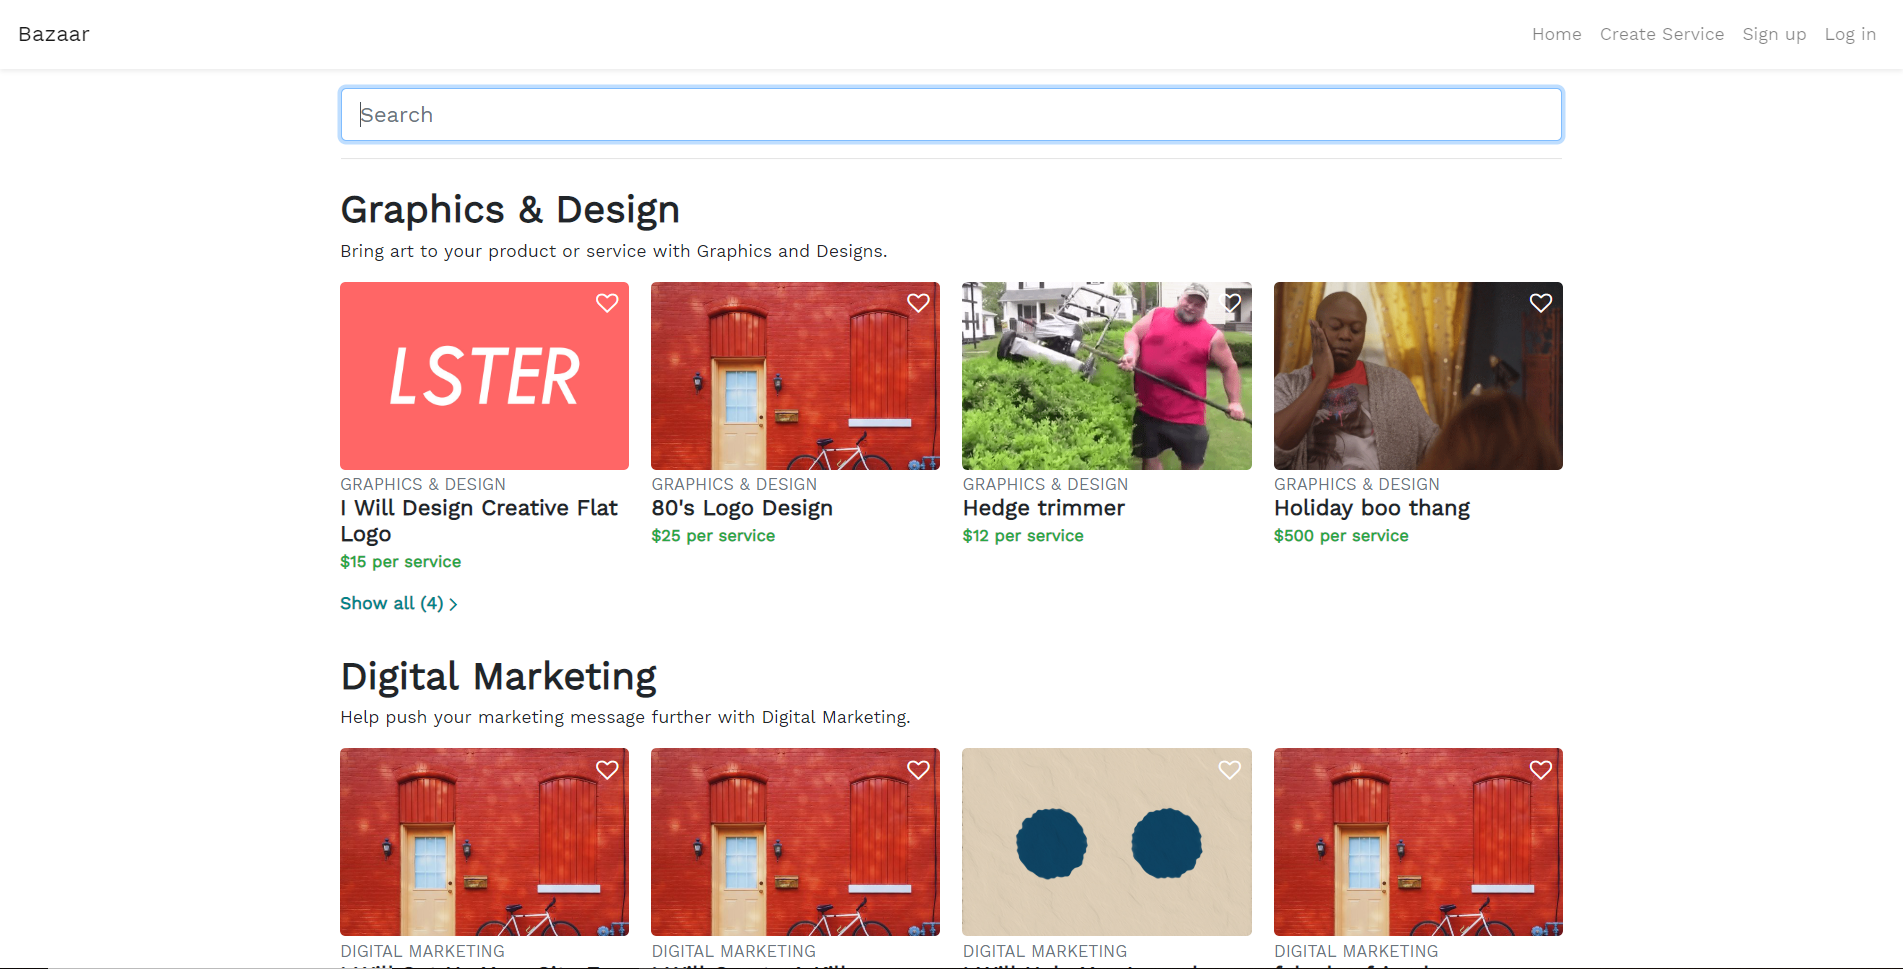 Bazaar
Home Create Service Sign up Log in
Search
Graphics & Design
Bring art to your product or service with Graphics and Designs.
LSTER
GRAPHICS & DESIGN
I Will Design Creative Flat
Logo
$15 per service
GRAPHICS & DESIGN
80's Logo Design
$25 per service
GRAPHICS & DESIGN
Hedge trimmer
$12 per service
GRAPHICS & DESIGN
Holiday boo thang
$500 per service
Show all (4)
Digital Marketing
Help push your marketing message further with Digital Marketing.
DIGITAL MARKETING
DIGITAL MARKETING
DIGITAL MARKETING
DIGITAL MARKETING